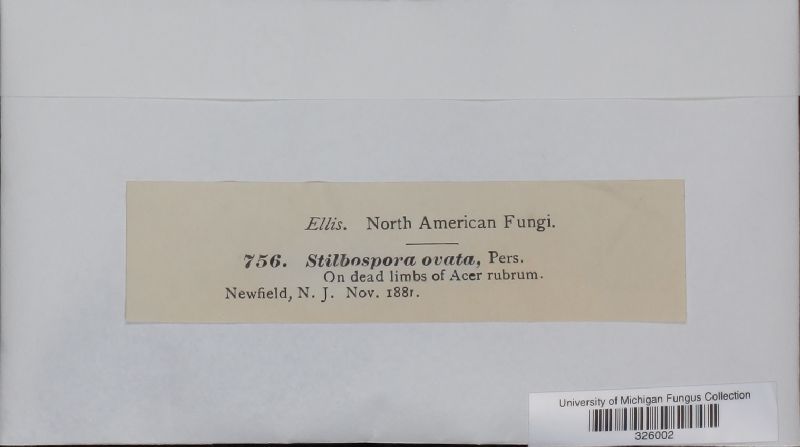 Ellis. North American Fungi.
756. Stilbospora ovata, Pers.
On dead limbs of Acer rubrum.
Newfield, N. J. Nov. 1881.
University of Michigan Fungus Collection
326002